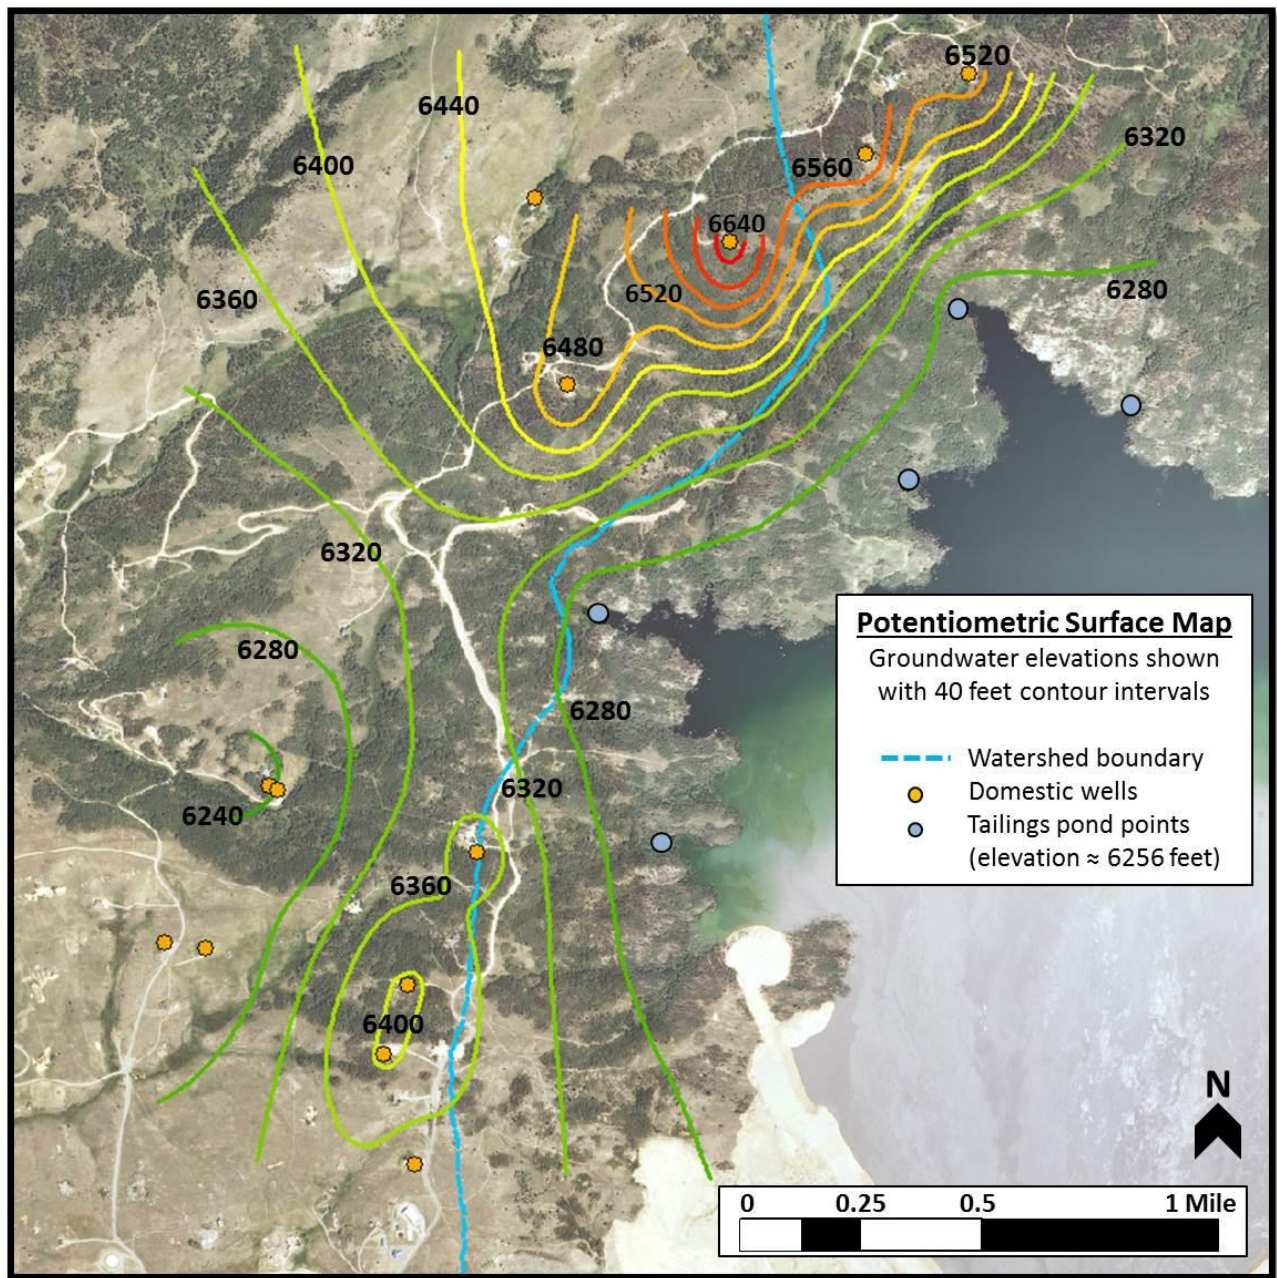 6520
6440
6320
6400
6560
6640
6360
6520
6280
6480
6320
6280
6280
6320
6240
6360
6400
Potentiometric Surface Map
Groundwater elevations shown
with 40 feet contour intervals
Watershed boundary
Domestic wells
Tailings pond points
(elevation ≈ 6256 feet)
N
0 0.25 0.5 1 Mile